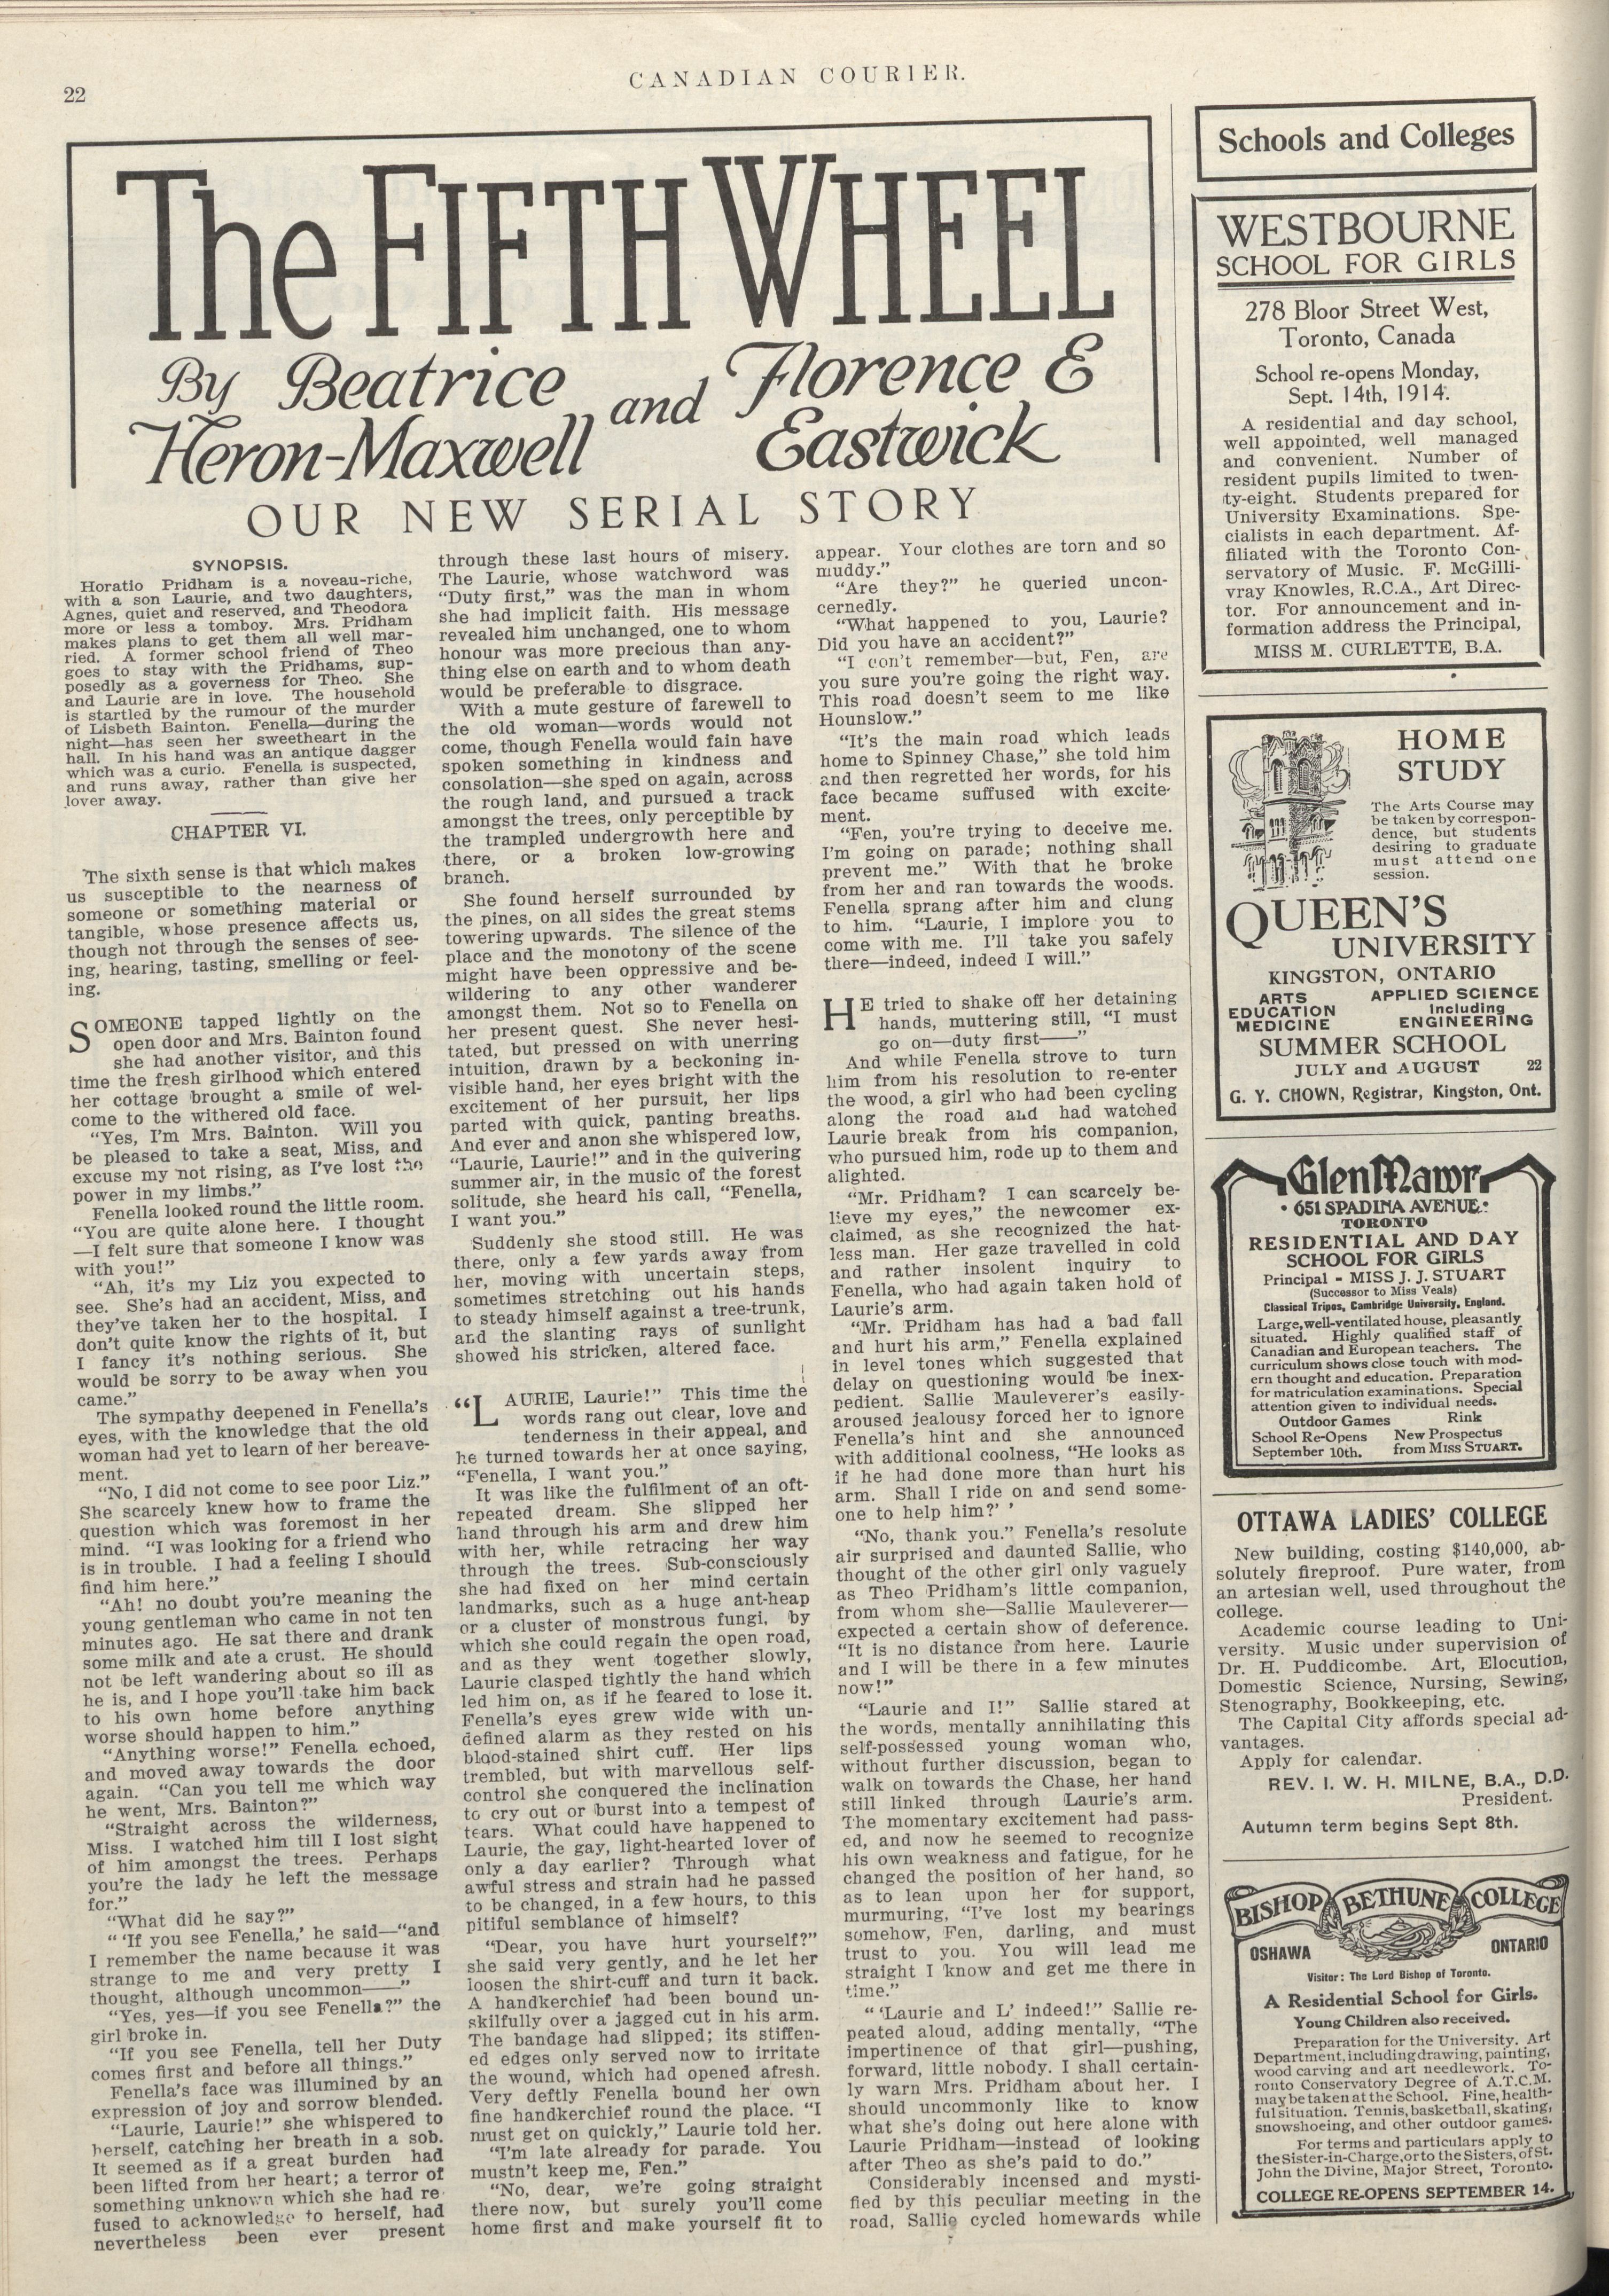 22
CANADIAN COURIER.
The FIFTH WHEEL
By Beatrice
Heron-Maxwell
and
Florence E
Eastwick
OUR NEW SERIAL STORY
SYNOPSIS.
Horatio Pridham is a noveau-riche,
with a son Laurie, and two daughters,
Agnes, quiet and reserved, and Theodora
more or less a tomboy. Mrs. Pridham
makes plans to get them all well mar-
ried. A former school friend of Theo
goes to stay with the Pridhams, sup-
posedly as a governess for Theo. She
and Laurie are in love. The household
is startled by the rumour of the murder
of Lisbeth Bainton. Fenella—during the
night—has seen her sweetheart in the
hall. In his hand was an antique dagger
which was a curio. Fenella is suspected,
and runs away, rather than give her
lover away.
CHAPTER VI.
The sixth sense is that which makes
us susceptible to the nearness of
someone or something material or
tangible, whose presence affects us,
though not through the senses of see-
ing, hearing, tasting, smelling or feel-
ing.
SOMEONE tapped lightly on the
open door and Mrs. Bainton found
she had another visitor, and this
time the fresh girlhood which entered
her cottage brought a smile of wel-
come to the withered old face.
"Yes, I'm Mrs. Bainton. Will you
be pleased to take a seat, Miss, and
excuse my not rising, as I've lost the
power in my limbs."
Fenella looked round the little room.
"You are quite alone here. I thought
—I felt sure that someone I know was
with you!"
"Ah, it's my Liz you expected to
see. She's had an accident, Miss, and
they've taken her to the hospital. I
don't quite know the rights of it, but
I fancy it's nothing serious. She
would be sorry to be away when you
came."
The sympathy deepened in Fenella's
eyes, with the knowledge that the old
woman had yet to learn of her bereave-
ment.
"No, I did not come to see poor Liz."
She scarcely knew how to frame the
question which was foremost in her
mind. "I was looking for a friend who
is in trouble. I had a feeling I should
find him here."
"Ah! no doubt you're meaning the
young gentleman who came in not ten
minutes ago. He sat there and drank
some milk and ate a crust. He should
not be left wandering about so ill as
he is, and I hope you'll take him back
to his own home before anything
worse should happen to him."
"Anything worse!" Fenella echoed,
and moved away towards the door
again. "Can you tell me which way
he went, Mrs. Bainton?"
"Straight across the wilderness,
Miss. I watched him till I lost sight
of him amongst the trees. Perhaps
you're the lady he left the message
for."
"What did he say?"
"'If you see Fenella,' he said—"and
I remember the name because it was
strange to me and very pretty I
thought, although uncommon——"
"Yes, yes—if you see Fenella?" the
girl broke in.
"If you see Fenella, tell her Duty
comes first and before all things."
Fenella's face was illumined by an
expression of joy and sorrow blended.
"Laurie, Laurie!" she whispered to
herself, catching her breath in a sob.
It seemed as if a great burden had
been lifted from her heart; a terror of
something unknown which she had re
fused to acknowledge to herself, had
nevertheless been ever present
through these last hours of misery.
The Laurie, whose watchword was
"Duty first," was the man in whom
she had implicit faith. His message
revealed him unchanged, one to whom
honour was more precious than any-
thing else on earth and to whom death
would be preferable to disgrace.
With a mute gesture of farewell to
the old woman—words would not
come, though Fenella would fain have
spoken something in kindness and
consolation—she sped on again, across
the rough land, and pursued a track
amongst the trees, only perceptible by
the trampled undergrowth here and
there, or a broken low-growing
branch.
She found herself surrounded by
the pines, on all sides the great stems
towering upwards. The silence of the
place and the monotony of the scene
might have been oppressive and be-
wildering to any other wanderer
amongst them. Not so to Fenella on
her present quest. She never hesi-
tated, but pressed on with unerring
intuition, drawn by a beckoning in-
visible hand, her eyes bright with the
excitement of her pursuit, her lips
parted with quick, panting breaths.
And ever and anon she whispered low,
"Laurie, Laurie!" and in the quivering
summer air, in the music of the forest
solitude, she heard his call, "Fenella,
I want you."
Suddenly she stood still. He was
there, only a few yards away from
her, moving with uncertain steps,
sometimes stretching out his hands
to steady himself against a tree-trunk,
and the slanting rays of sunlight
showed his stricken, altered face.
"LAURIE, Laurie!" This time the
words rang out clear, love and
tenderness in their appeal, and
he turned towards her at once saying,
"Fenella, I want you."
It was like the fulfilment of an oft-
repeated dream. She slipped her
hand through his arm and drew him
with her, while retracing her way
through the trees. Sub-consciously
she had fixed on her mind certain
landmarks, such as a huge ant-heap
or a cluster of monstrous fungi, by
which she could regain the open road,
and as they went together slowly,
Laurie clasped tightly the hand which
led him on, as if he feared to lose it.
Fenella's eyes grew wide with un-
defined alarm as they rested on his
blood-stained shirt cuff. Her lips
trembled, but with marvellous self-
control she conquered the inclination
to cry out or burst into a tempest of
tears. What could have happened to
Laurie, the gay, light-hearted lover of
only a day earlier? Through what
awful stress and strain had he passed
to be changed, in a few hours, to this
pitiful semblance of himself?
"Dear, you have hurt yourself?"
she said very gently, and he let her
loosen the shirt-cuff and turn it back.
A handkerchief had been bound un-
skilfully over a jagged cut in his arm.
The bandage had slipped; its stiffen-
ed edges only served now to irritate
the wound, which had opened afresh.
Very deftly Fenella bound her own
fine handkerchief round the place. "I
must get on quickly," Laurie told her.
"I'm late already for parade. You
mustn't keep me, Fen."
"No, dear, we're going straight
there now, but surely you'll come
home first and make yourself fit to
appear. Your clothes are torn and so
muddy."
"Are they?" he queried uncon-
cernedly.
"What happened to you, Laurie?
Did you have an accident?"
"I con't remember—but, Fen, are
you sure you're going the right way.
This road doesn't seem to me like
Hounslow."
"It's the main road which leads
home to Spinney Chase," she told him
and then regretted her words, for his
face became suffused with excite-
ment.
"Fen, you're trying to deceive me.
I'm going on parade; nothing shall
prevent me." With that he broke
from her and ran towards the woods.
Fenella sprang after him and clung
to him. "Laurie, I implore you to
come with me. I'll take you safely
there—indeed, indeed I will."
HE tried to shake off her detaining
hands, muttering still, "I must
go on—duty first——"
And while Fenella strove to turn
him from his resolution to re-enter
the wood, a girl who had been cycling
along the road and had watched
Laurie break from his companion,
who pursued him, rode up to them and
alighted.
"Mr. Pridham? I can scarcely be-
lieve my eyes," the newcomer ex-
claimed, as she recognized the hat-
less man. Her gaze travelled in cold
and rather insolent inquiry to
Fenella, who had again taken hold of
Laurie's arm.
"Mr. Pridham has had a bad fall
and hurt his arm," Fenella explained
in level tones which suggested that
delay on questioning would be inex-
pedient. Sallie Mauleverer's easily-
aroused jealousy forced her to ignore
Fenella's hint and she announced
with additional coolness, "He looks as
if he had done more than hurt his
arm. Shall I ride on and send some-
one to help him?' '
"No, thank you." Fenella's resolute
air surprised and daunted Sallie, who
thought of the other girl only vaguely
as Theo Pridham's little companion,
from whom she—Sallie Mauleverer—
expected a certain show of deference.
"It is no distance from here. Laurie
and I will be there in a few minutes
now!"
"Laurie and I!" Sallie stared at
the words, mentally annihilating this
self-possessed young woman who,
without further discussion, began to
walk on towards the Chase, her hand
still linked through Laurie's arm.
The momentary excitement had pass-
ed, and now he seemed to recognize
his own weakness and fatigue, for he
changed the position of her hand, so
as to lean upon her for support,
murmuring, "I've lost my bearings
somehow, Fen, darling, and must
trust to you. You will lead me
straight I know and get me there in
time."
"'Laurie and L' indeed!" Sallie re-
peated aloud, adding mentally, "The
impertinence of that girl—pushing,
forward, little nobody. I shall certain-
ly warn Mrs. Pridham about her. I
should uncommonly like to know
what she's doing out here alone with
Laurie Pridham—instead of looking
after Theo as she's paid to do."
Considerably incensed and mysti-
fied by this peculiar meeting in the
road, Sallie cycled homewards while
Schools and Colleges
WESTBOURNE
SCHOOL FOR GIRLS
278 Bloor Street West,
Toronto, Canada
School re-opens Monday,
Sept. 14th, 1914.
A residential and day school,
well appointed, well managed
and convenient. Number of
resident pupils limited to twen-
ty-eight. Students prepared for
University Examinations. Spe-
cialists in each department. Af-
filiated with the Toronto Con-
servatory of Music. F. McGilli-
vray Knowles, R.C.A., Art Direc-
tor. For announcement and in-
formation address the Principal,
MISS M. CURLETTE, B.A.
HOME
STUDY
The Arts Course may
be taken by correspon-
dence, but students
desiring to graduate
must attend one
session.
QUEEN'S
UNIVERSITY
KINGSTON, ONTARIO
ARTS
EDUCATION
MEDICINE
APPLIED SCIENCE
Including
ENGINEERING
SUMMER SCHOOL
JULY and AUGUST 22
G. Y. CHOWN, Registrar, Kingston, Ont.
Glen Mawr
651 SPADINA AVENUE
TORONTO
RESIDENTIAL AND DAY
SCHOOL FOR GIRLS
Principal - MISS J. J. STUART
(Successor to Miss Veals)
Classical Tripos, Cambridge University, England.
Large, well-ventilated house, pleasantly
situated. Highly qualified staff of
Canadian and European teachers. The
curriculum shows close touch with mod-
ern thought and education. Preparation
for matriculation examinations. Special
attention given to individual needs.
Outdoor Games Rink
School Re-Opens New Prospectus
September 10th. from MISS STUART.
OTTAWA LADIES' COLLEGE
New building, costing $140,000, ab-
solutely fireproof. Pure water, from
an artesian well, used throughout the
college.
Academic course leading to Uni-
versity. Music under supervision of
Dr. H. Puddicombe. Art, Elocution,
Domestic Science, Nursing, Sewing,
Stenography, Bookkeeping, etc.
The Capital City affords special ad-
vantages.
Apply for calendar.
REV. I. W. H. MILNE, B.A., D.D.
President.
Autumn term begins Sept 8th.
BISHOP BETHUNE COLLEGE
OSHAWA ONTARIO
Visitor: The Lord Bishop of Toronto.
A Residential School for Girls.
Young Children also received.
Preparation for the University. Art
Department, including drawing, painting,
wood carving and art needlework. To-
ronto Conservatory Degree of A.T.C.M.
may be taken at the School. Fine, health-
ful situation. Tennis, basketball, skating,
snowshoeing, and other outdoor games.
For terms and particulars apply to
the Sister-in-Charge, or to the Sisters, of St.
John the Divine, Major Street, Toronto.
COLLEGE RE-OPENS SEPTEMBER 14.